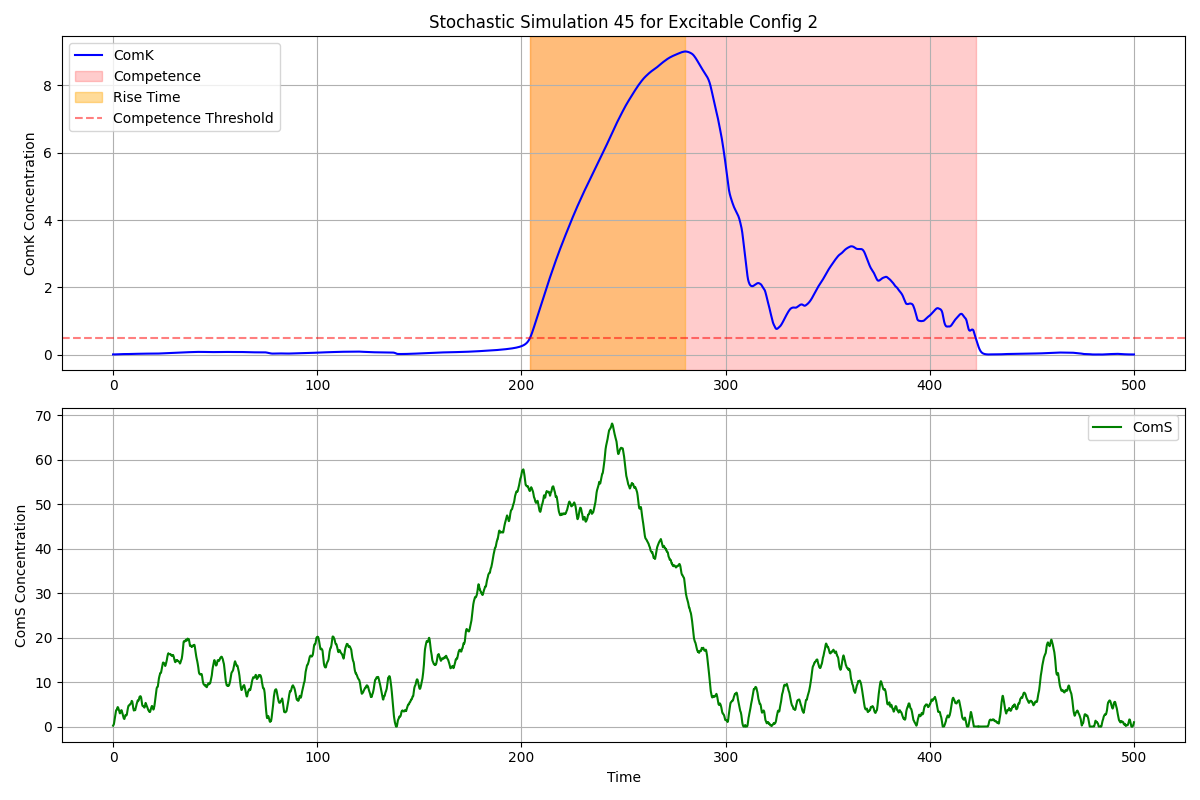 Stochastic Simulation 45 for Excitable Config 2
ComK
Competence
Rise Time
Competence Threshold
ComK Concentration
8
6
4
2
0
0 100 200 300 400 500
ComS
ComS Concentration
70
60
50
40
30
20
10
0
0 100 200 300 400 500
Time